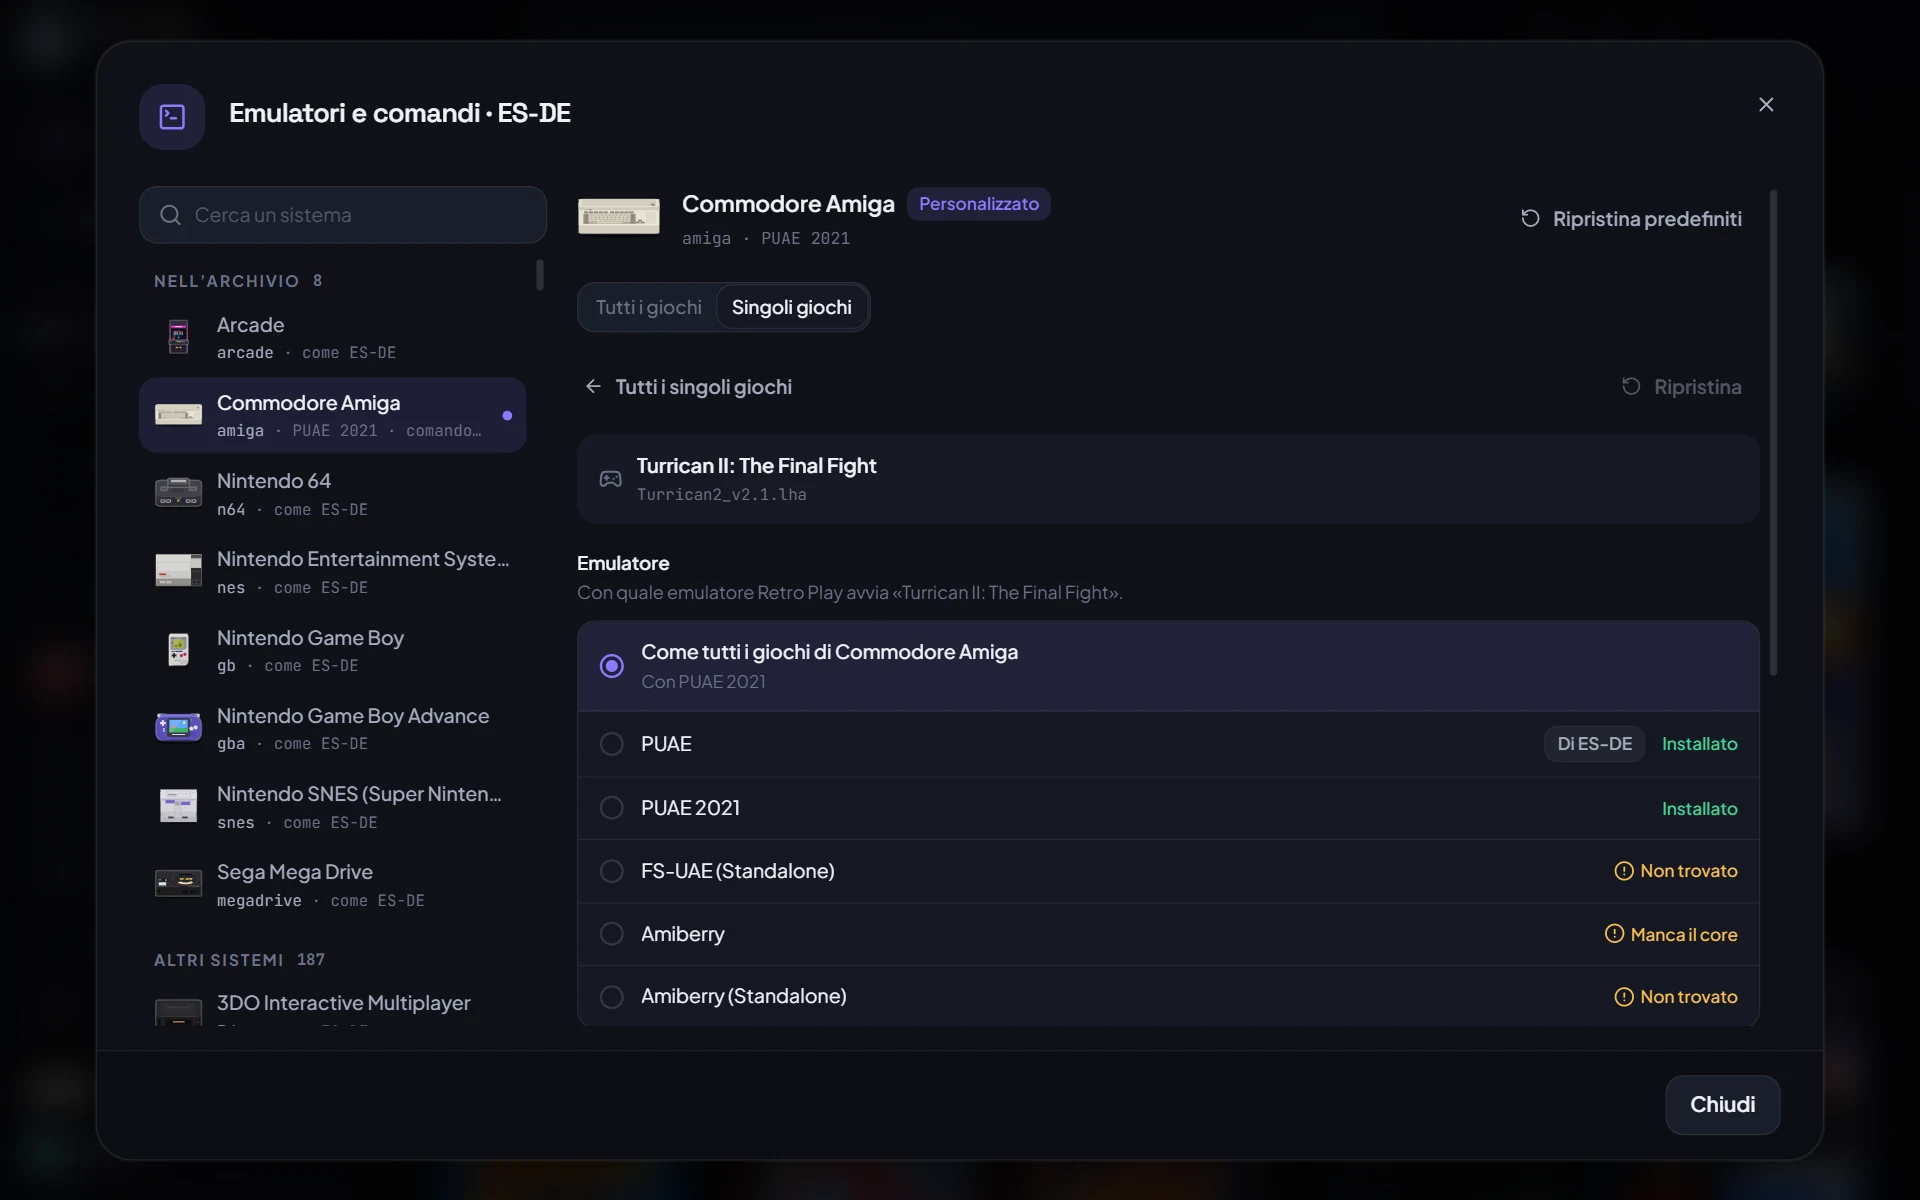 Emulatori e comandi · ES-DE
Cerca un sistema
NELL'ARCHIVIO 8
Arcade
arcade · come ES-DE
Commodore Amiga
amiga · PUAE 2021 · comando…
Nintendo 64
n64 · come ES-DE
Nintendo Entertainment Syste…
nes · come ES-DE
Nintendo Game Boy
gb · come ES-DE
Nintendo Game Boy Advance
gba · come ES-DE
Nintendo SNES (Super Ninten…
snes · come ES-DE
Sega Mega Drive
megadrive · come ES-DE
ALTRI SISTEMI 187
3DO Interactive Multiplayer
Commodore Amiga Personalizzato
amiga · PUAE 2021
Ripristina predefiniti
Tutti i giochi Singoli giochi
Tutti i singoli giochi
Ripristina
Turrican II: The Final Fight
Turrican2_v2.1.lha
Emulatore
Con quale emulatore Retro Play avvia «Turrican II: The Final Fight».
Come tutti i giochi di Commodore Amiga
Con PUAE 2021
PUAE Di ES-DE Installato
PUAE 2021 Installato
FS-UAE (Standalone) Non trovato
Amiberry Manca il core
Amiberry (Standalone) Non trovato
Chiudi